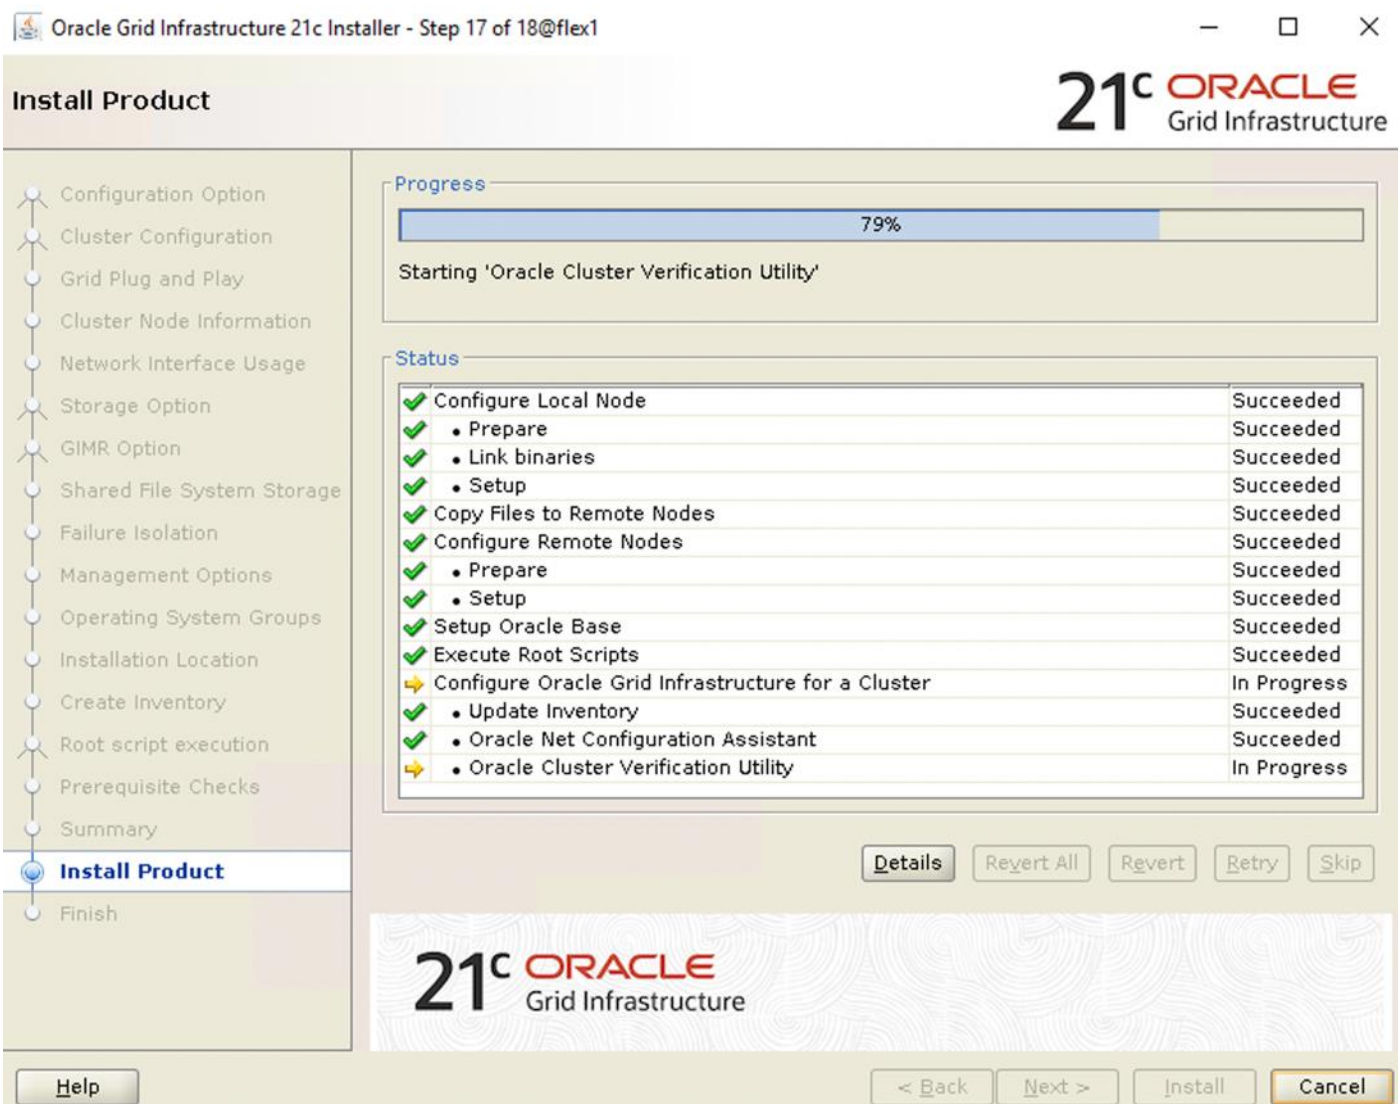 Oracle Grid Infrastructure 21c Installer - Step 17 of 18@flex1
Install Product
21c ORACLE
Grid Infrastructure
Configuration Option
Cluster Configuration
Grid Plug and Play
Cluster Node Information
Network Interface Usage
Storage Option
GIMR Option
Shared File System Storage
Failure Isolation
Management Options
Operating System Groups
Installation Location
Create Inventory
Root script execution
Prerequisite Checks
Summary
Install Product
Finish
Progress
79%
Starting 'Oracle Cluster Verification Utility'
Status
Configure Local Node Succeeded
• Prepare Succeeded
• Link binaries Succeeded
• Setup Succeeded
Copy Files to Remote Nodes Succeeded
Configure Remote Nodes Succeeded
• Prepare Succeeded
• Setup Succeeded
Setup Oracle Base Succeeded
Execute Root Scripts Succeeded
Configure Oracle Grid Infrastructure for a Cluster In Progress
• Update Inventory Succeeded
• Oracle Net Configuration Assistant Succeeded
• Oracle Cluster Verification Utility In Progress
Details Revert All Revert Retry Skip
21c ORACLE
Grid Infrastructure
Help < Back Next > Install Cancel